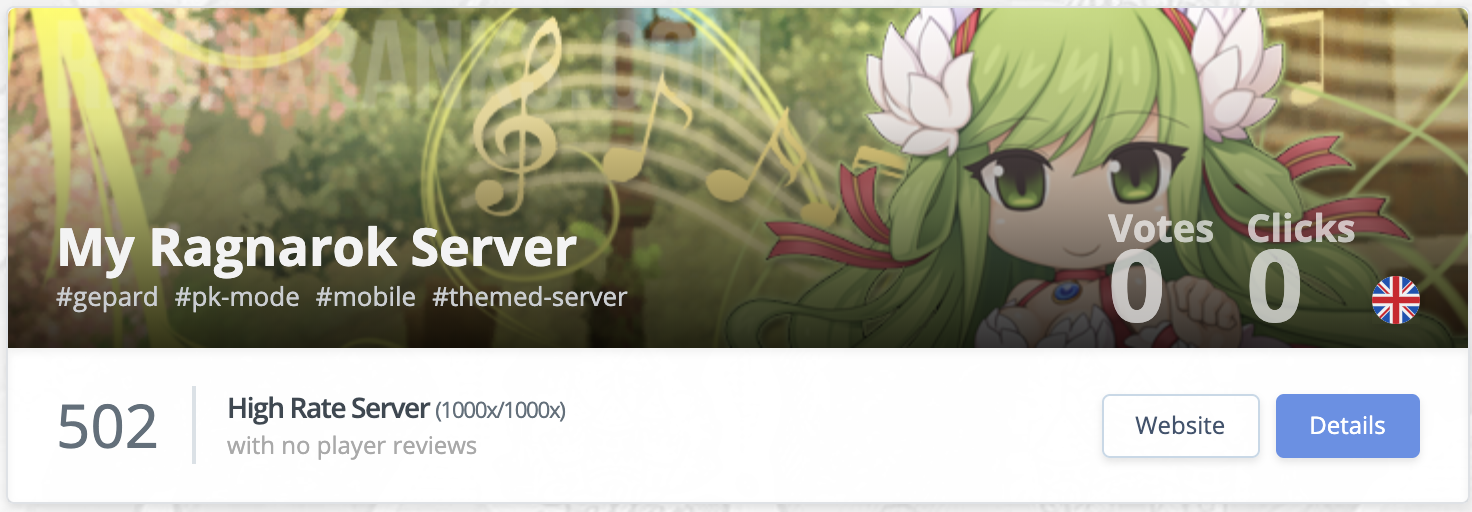 My Ragnarok Server
#gepard #pk-mode #mobile #themed-server
Votes Clicks
0 0
502
High Rate Server (1000x/1000x)
with no player reviews
Website Details